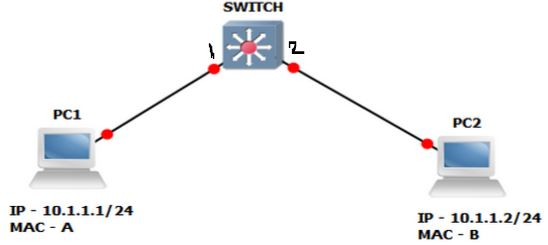 SWITCH
1 2
PC1
PC2
IP - 10.1.1.1/24
MAC - A
IP - 10.1.1.2/24
MAC - B